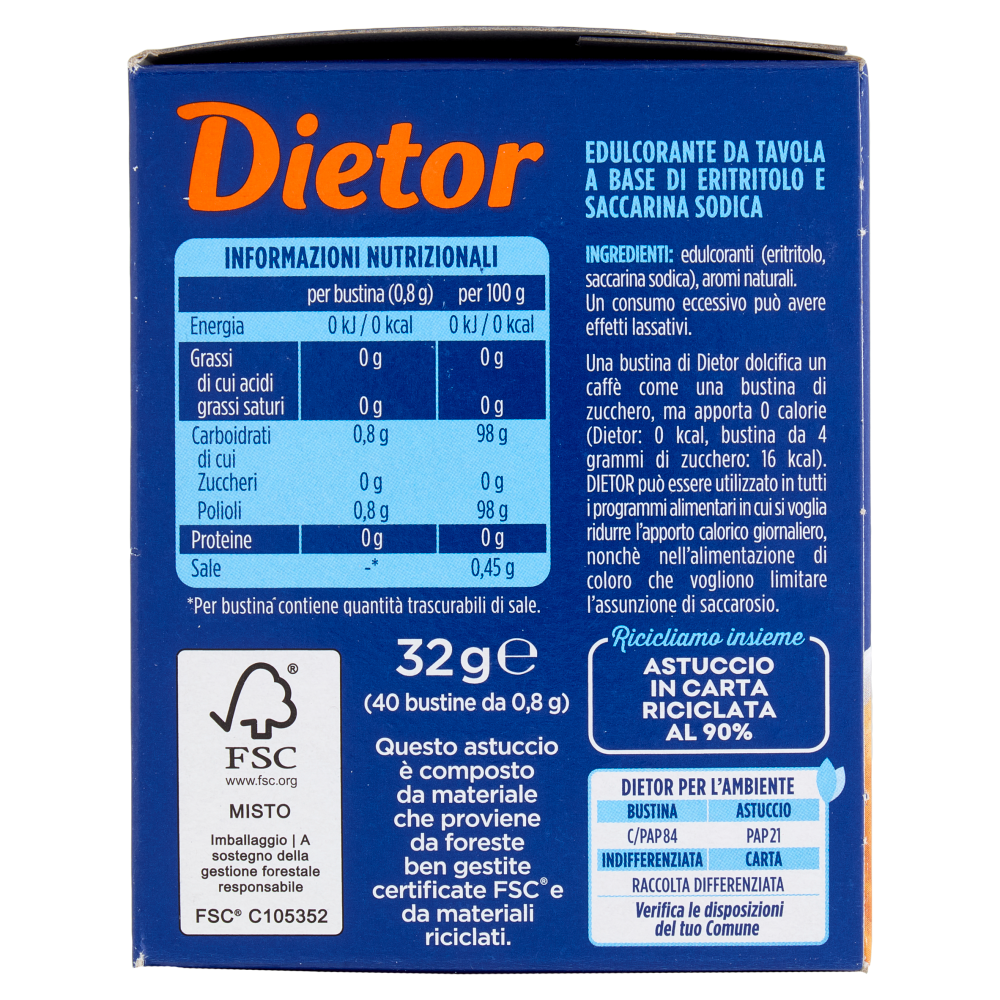 Dietor
INFORMAZIONI NUTRIZIONALI
per bustina (0,8 g) per 100 g
Energia 0 kJ / 0 kcal 0 kJ / 0 kcal
Grassi 0 g 0 g
di cui acidi
grassi saturi 0 g 0 g
Carboidrati 0,8 g 98 g
di cui
Zuccheri 0 g 0 g
Polioli 0,8 g 98 g
Proteine 0 g 0 g
Sale -* 0,45 g
*Per bustina contiene quantità trascurabili di sale.
EDULCORANTE DA TAVOLA
A BASE DI ERITRITOLO E
SACCARINA SODICA
INGREDIENTI: edulcoranti (eritritolo,
saccarina sodica), aromi naturali.
Un consumo eccessivo può avere
effetti lassativi.
Una bustina di Dietor dolcifica un
caffè come una bustina di
zucchero, ma apporta 0 calorie
(Dietor: 0 kcal, bustina da 4
grammi di zucchero: 16 kcal).
DIETOR può essere utilizzato in tutti
i programmi alimentari in cui si voglia
ridurre l'apporto calorico giornaliero,
nonchè nell'alimentazione di
coloro che vogliono limitare
l'assunzione di saccarosio.
®
FSC
www.fsc.org
MISTO
Imballaggio | A
sostegno della
gestione forestale
responsabile
FSC® C105352
32 g ℮
(40 bustine da 0,8 g)
Questo astuccio
è composto
da materiale
che proviene
da foreste
ben gestite
certificate FSC® e
da materiali
riciclati.
Ricicliamo insieme
ASTUCCIO
IN CARTA
RICICLATA
AL 90%
DIETOR PER L'AMBIENTE
BUSTINA ASTUCCIO
C/PAP 84 PAP 21
INDIFFERENZIATA CARTA
RACCOLTA DIFFERENZIATA
Verifica le disposizioni
del tuo Comune